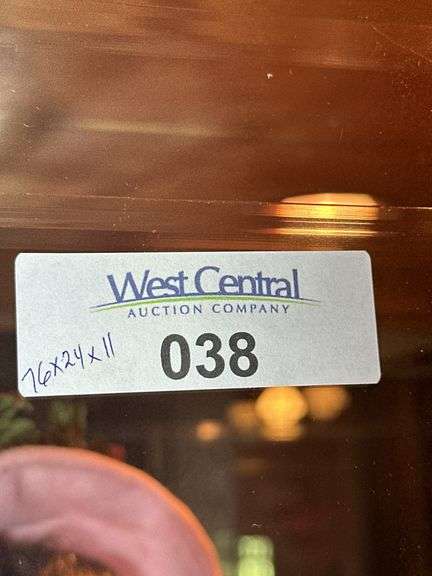 West Central
AUCTION COMPANY
76x24x11
038